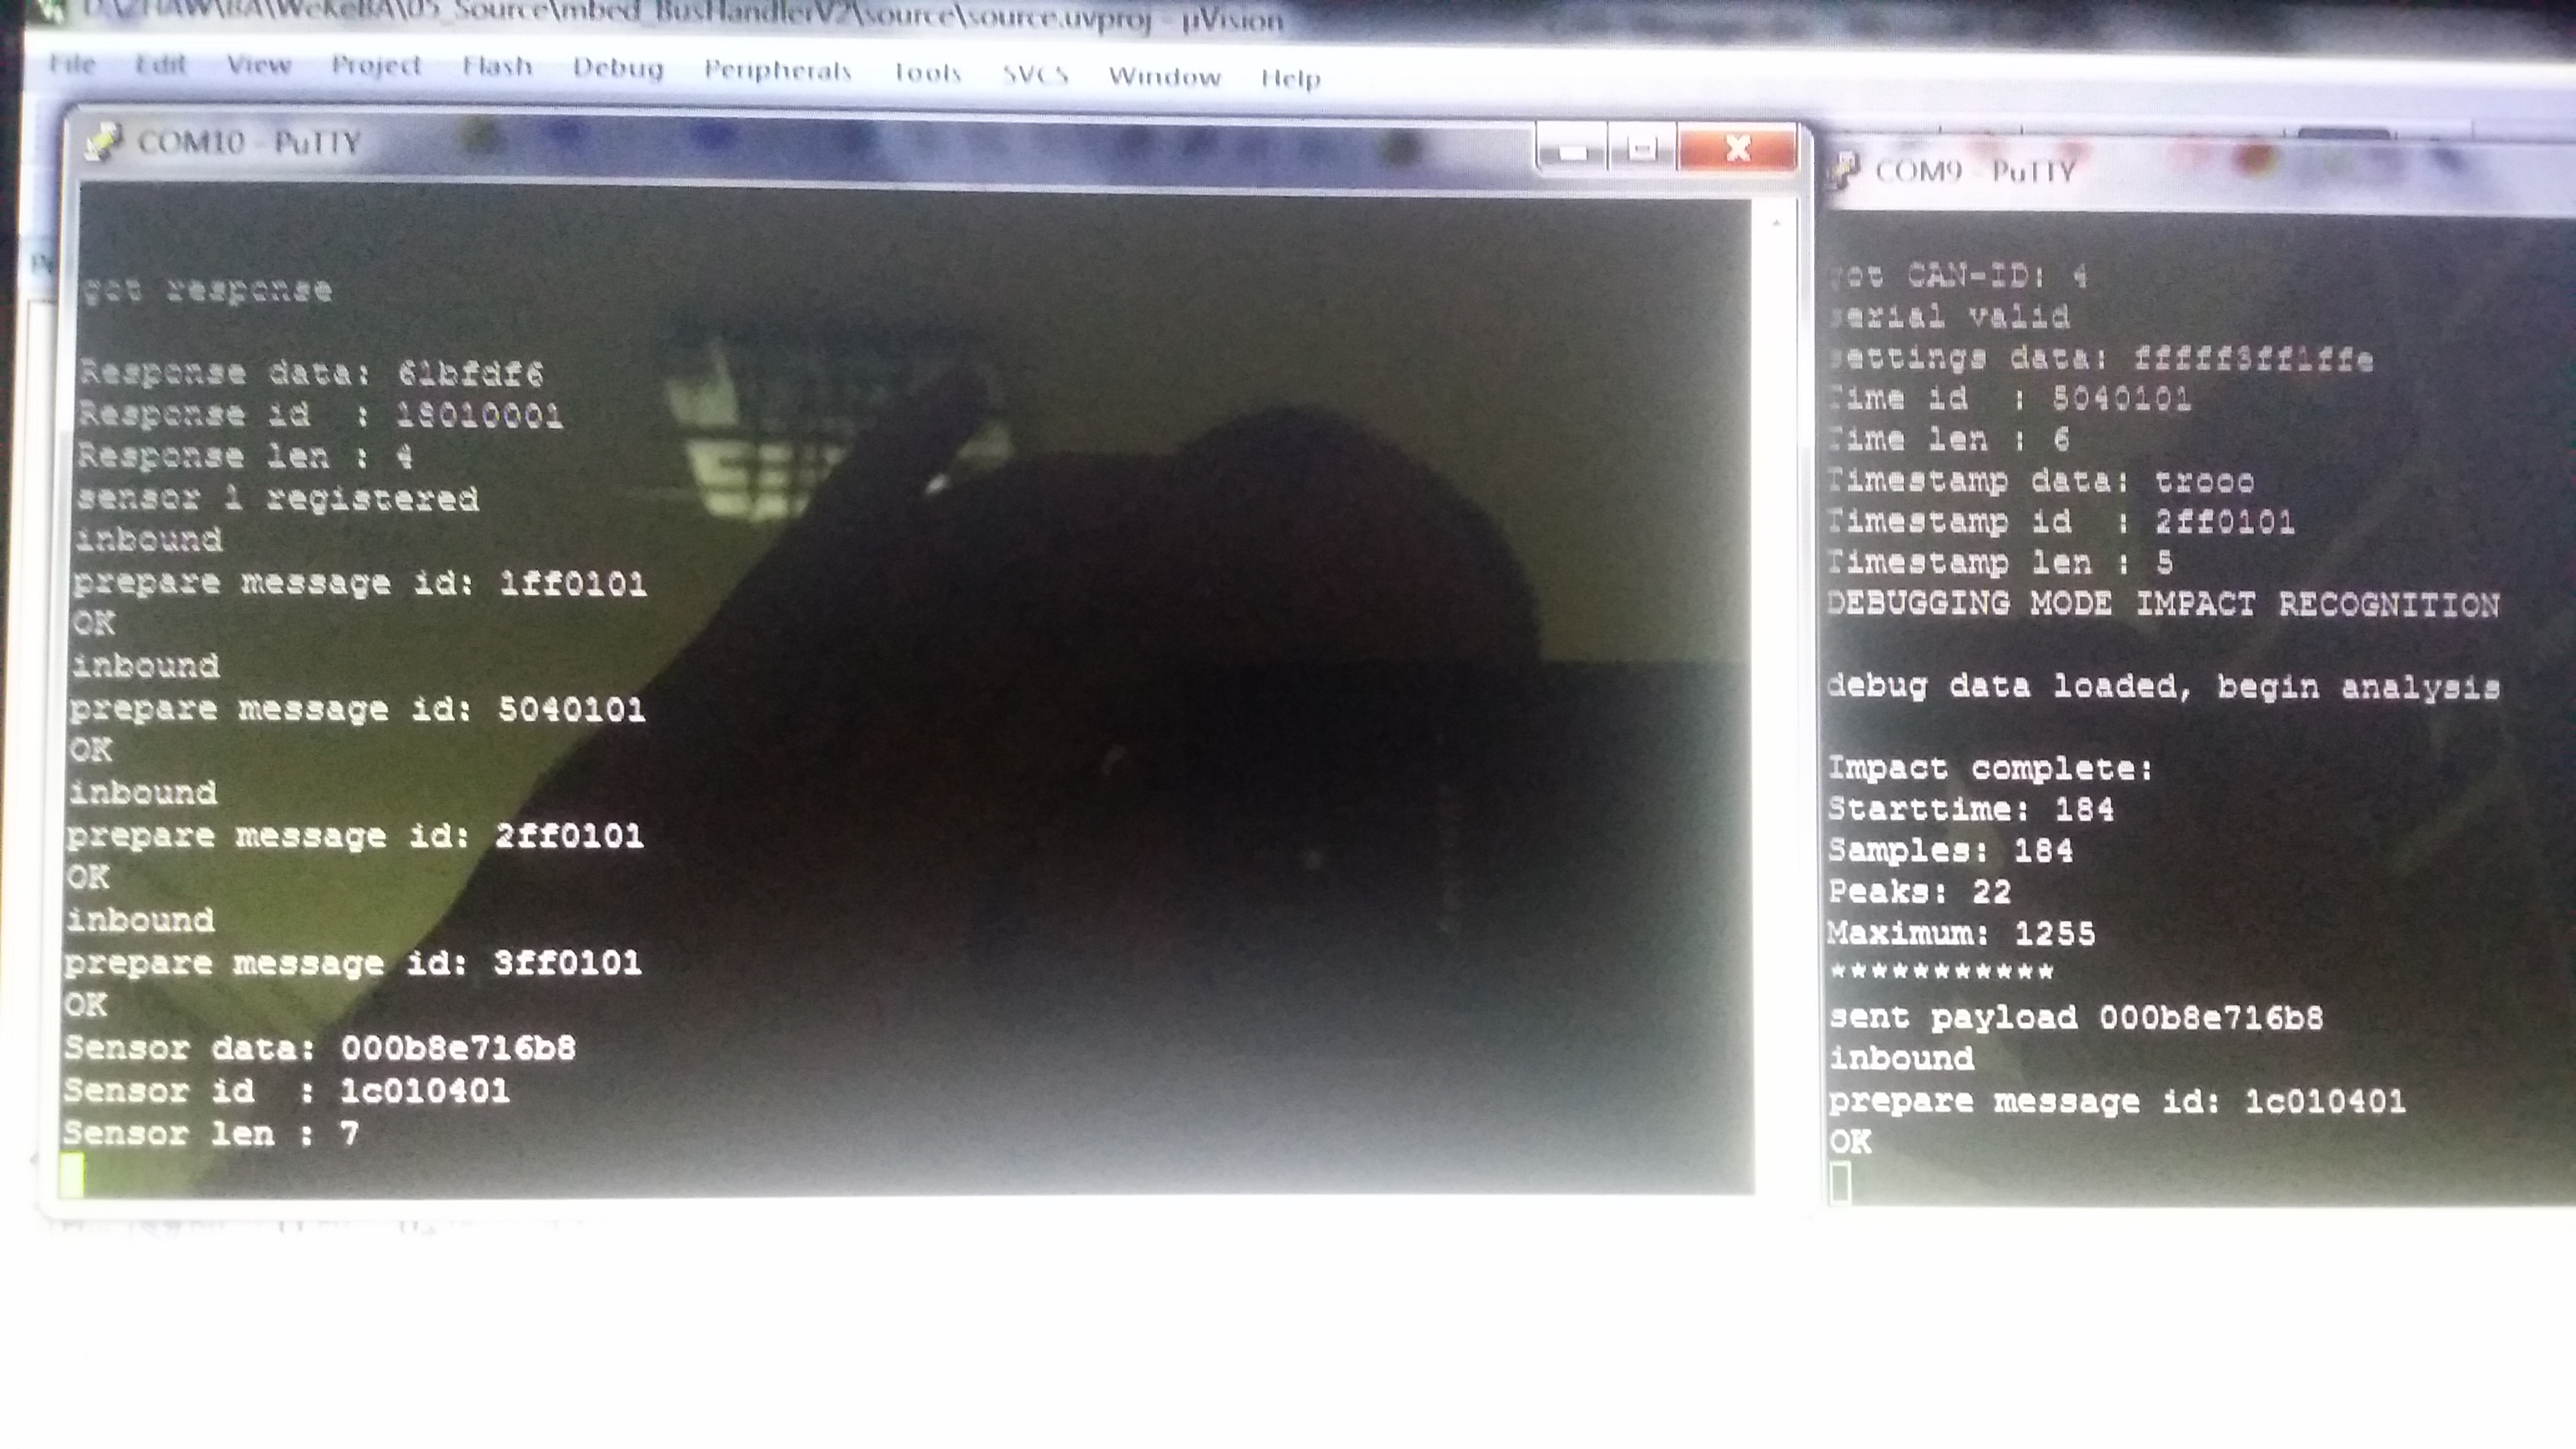 D:\ZHAW\BA\WekeBA\05_Source\mbed_BusHandlerV2\source\source.uvproj - µVision
File Edit View Project Flash Debug Peripherals Tools SVCS Window Help
COM10 - PuTTY
got response
Response data: 61bfdf6
Response id  : 18010001
Response len : 4
sensor 1 registered
inbound
prepare message id: 1ff0101
OK
inbound
prepare message id: 5040101
OK
inbound
prepare message id: 2ff0101
OK
inbound
prepare message id: 3ff0101
OK
Sensor data: 000b8e716b8
Sensor id  : 1c010401
Sensor len : 7
COM9 - PuTTY
got CAN-ID: 4
serial valid
settings data: fffff3ff1ffe
Time id  : 5040101
Time len : 6
Timestamp data: trooo
Timestamp id  : 2ff0101
Timestamp len : 5
DEBUGGING MODE IMPACT RECOGNITION
debug data loaded, begin analysis
Impact complete:
Starttime: 184
Samples: 184
Peaks: 22
Maximum: 1255
***********
sent payload 000b8e716b8
inbound
prepare message id: 1c010401
OK